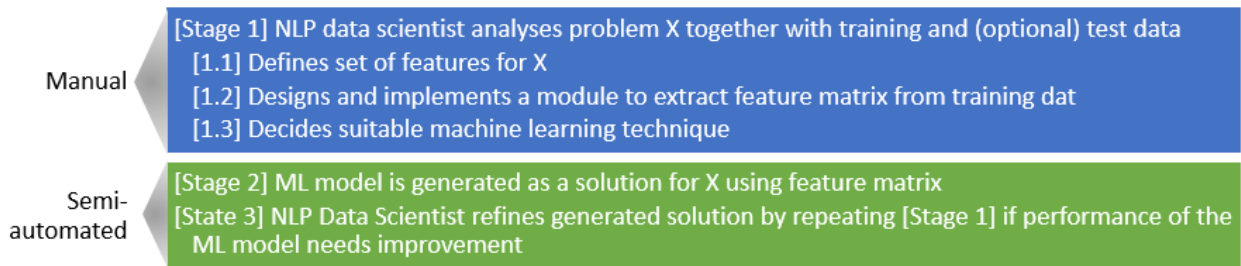 Manual
[Stage 1] NLP data scientist analyses problem X together with training and (optional) test data
[1.1] Defines set of features for X
[1.2] Designs and implements a module to extract feature matrix from training dat
[1.3] Decides suitable machine learning technique
Semi-
automated
[Stage 2] ML model is generated as a solution for X using feature matrix
[State 3] NLP Data Scientist refines generated solution by repeating [Stage 1] if performance of the
ML model needs improvement